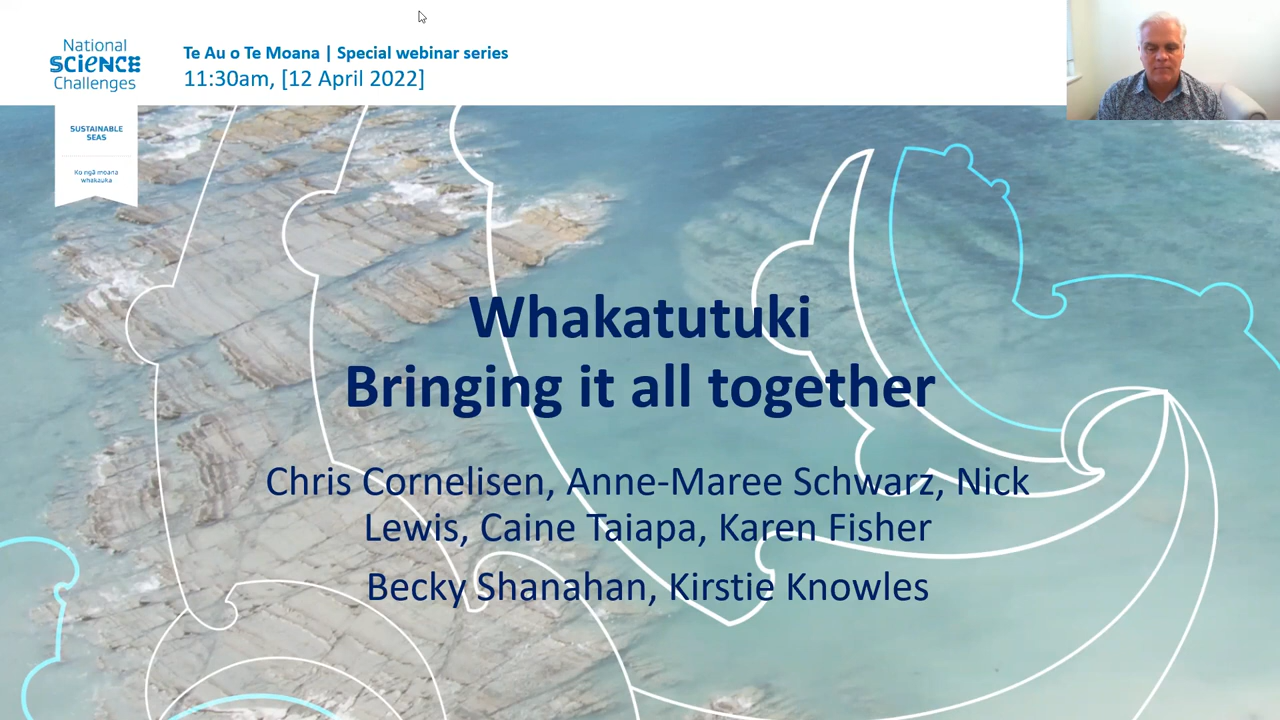 National
SCIENCE
Challenges
Te Au o Te Moana | Special webinar series
11:30am, [12 April 2022]
SUSTAINABLE
SEAS
Ko ngā moana
whakauka
Whakatutuki
Bringing it all together
Chris Cornelisen, Anne-Maree Schwarz, Nick
Lewis, Caine Taiapa, Karen Fisher
Becky Shanahan, Kirstie Knowles